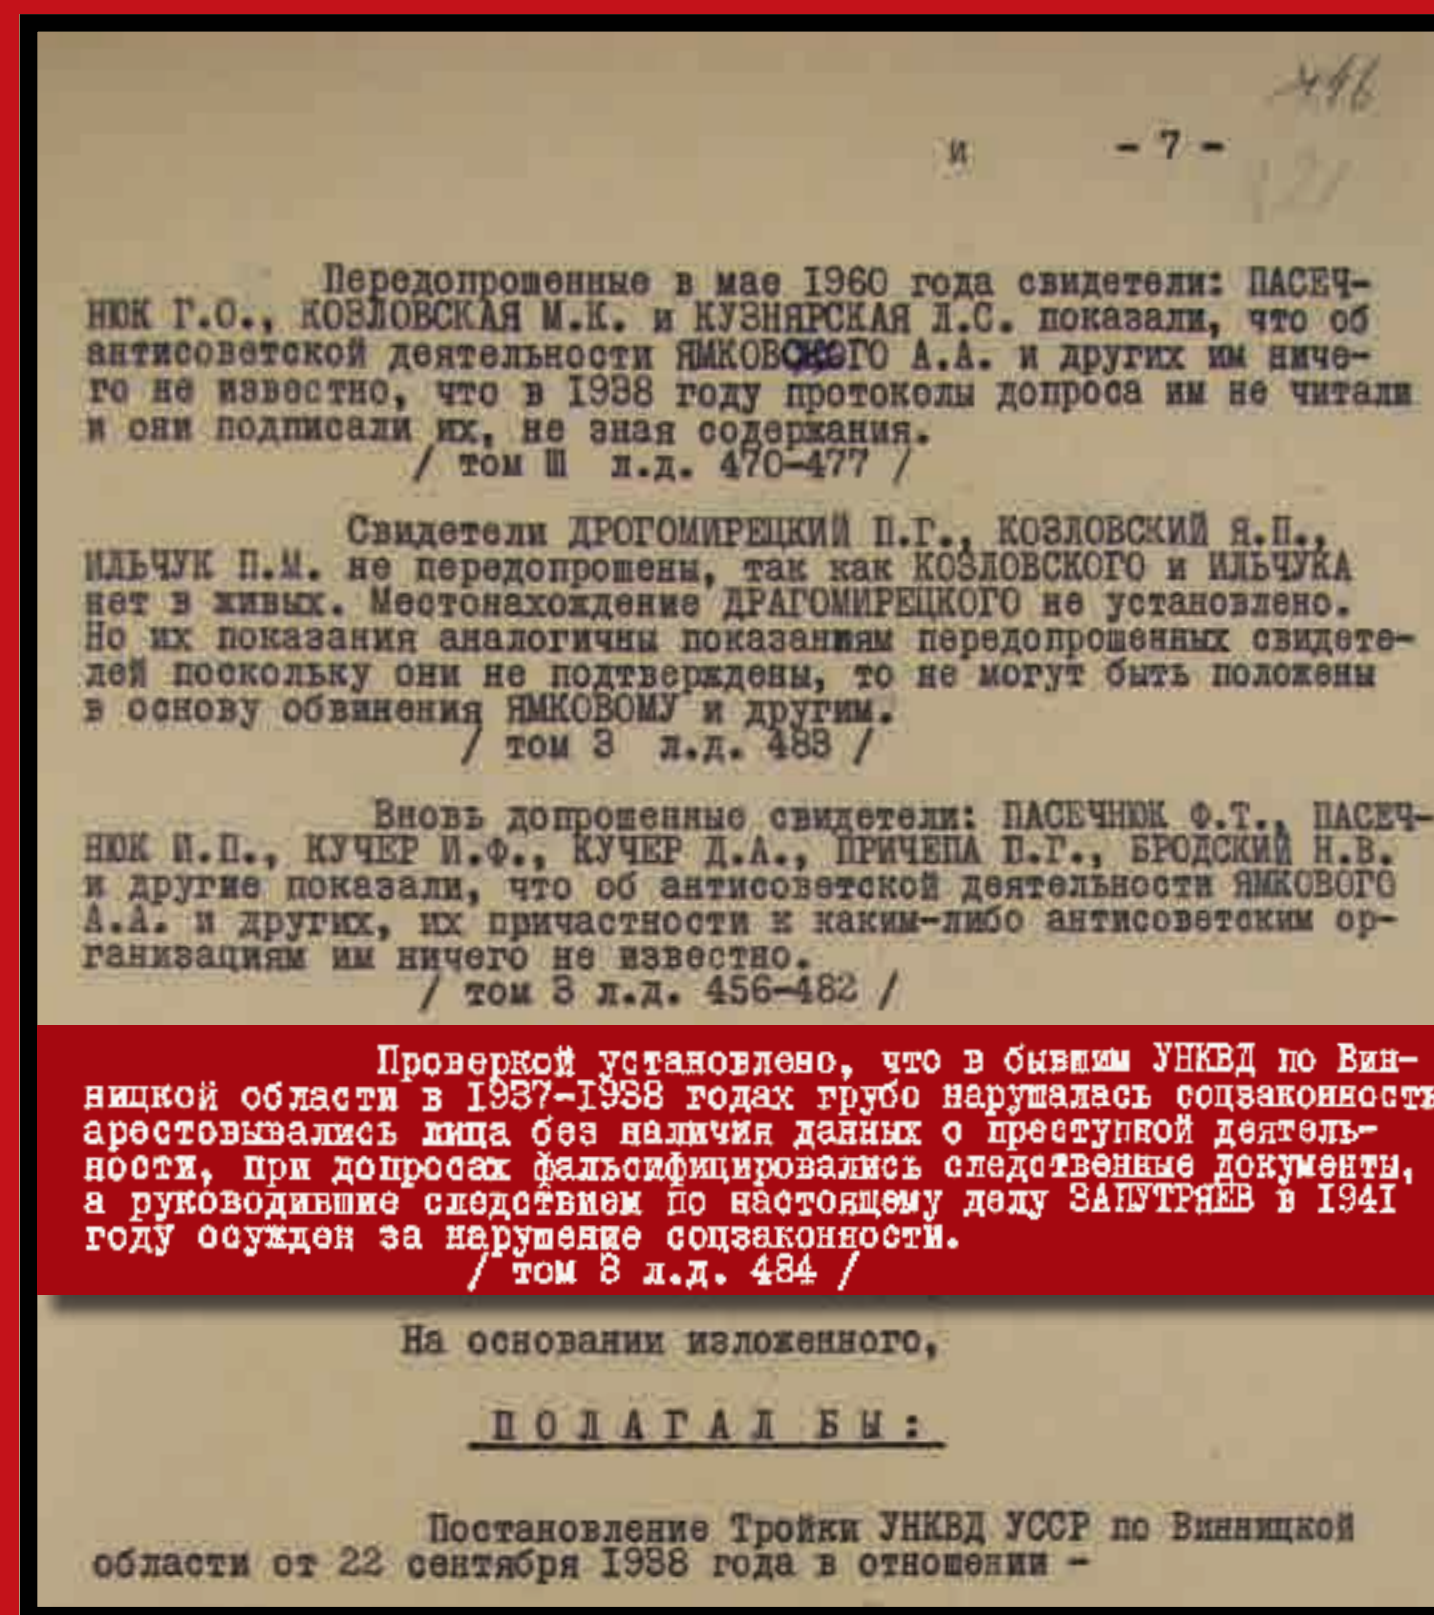 446
и - 7 -
21
Передопрошенные в мае 1960 года свидетели: ПАСЕЧ-
НЮК Г.О., КОЗЛОВСКАЯ М.К. и КУЗНЯРСКАЯ Л.С. показали, что об
антисоветской деятельности ЯМКОВСКОГО А.А. и других им ниче-
го не известно, что в 1938 году протоколы допроса им не читали
и они подписали их, не зная содержания.
/ том Ш л.д. 470-477 /
Свидетели ДРОГОМИРЕЦКИЙ П.Г., КОЗЛОВСКИЙ Я.П.,
ИЛЬЧУК П.М. не передопрошены, так как КОЗЛОВСКОГО и ИЛЬЧУКА
нет в живых. Местонахождение ДРАГОМИРЕЦКОГО не установлено.
Но их показания аналогичны показаниям передопрошенных свидете-
лей поскольку они не подтверждены, то не могут быть положены
в основу обвинения ЯМКОВОМУ и другим.
/ том 3 л.д. 483 /
Вновь допрошенные свидетели: ПАСЕЧНЮК Ф.Т., ПАСЕЧ-
НЮК И.П., КУЧЕР И.Ф., КУЧЕР Д.А., ПРИЧЕПА П.Г., БРОДСКИЙ Н.В.
и другие показали, что об антисоветской деятельности ЯМКОВОГО
А.А. и других, их причастности к каким-либо антисоветским ор-
ганизациям им ничего не известно.
/ том 3 л.д. 456-482 /
Проверкой установлено, что в бывшим УНКВД по Вин-
ницкой области в 1937-1938 годах грубо нарушалась соцзаконность
арестовывались лица без наличия данных о преступной деятель-
ности, при допросах фальсифицировались следственные документы,
а руководившие следствием по настоящему делу ЗАПУТРЯЕВ в 1941
году осужден за нарушение соцзаконности.
/ том 3 л.д. 484 /
На основании изложенного,
ПОЛАГАЛ БЫ:
Постановление Тройки УНКВД УССР по Винницкой
области от 22 сентября 1938 года в отношении -